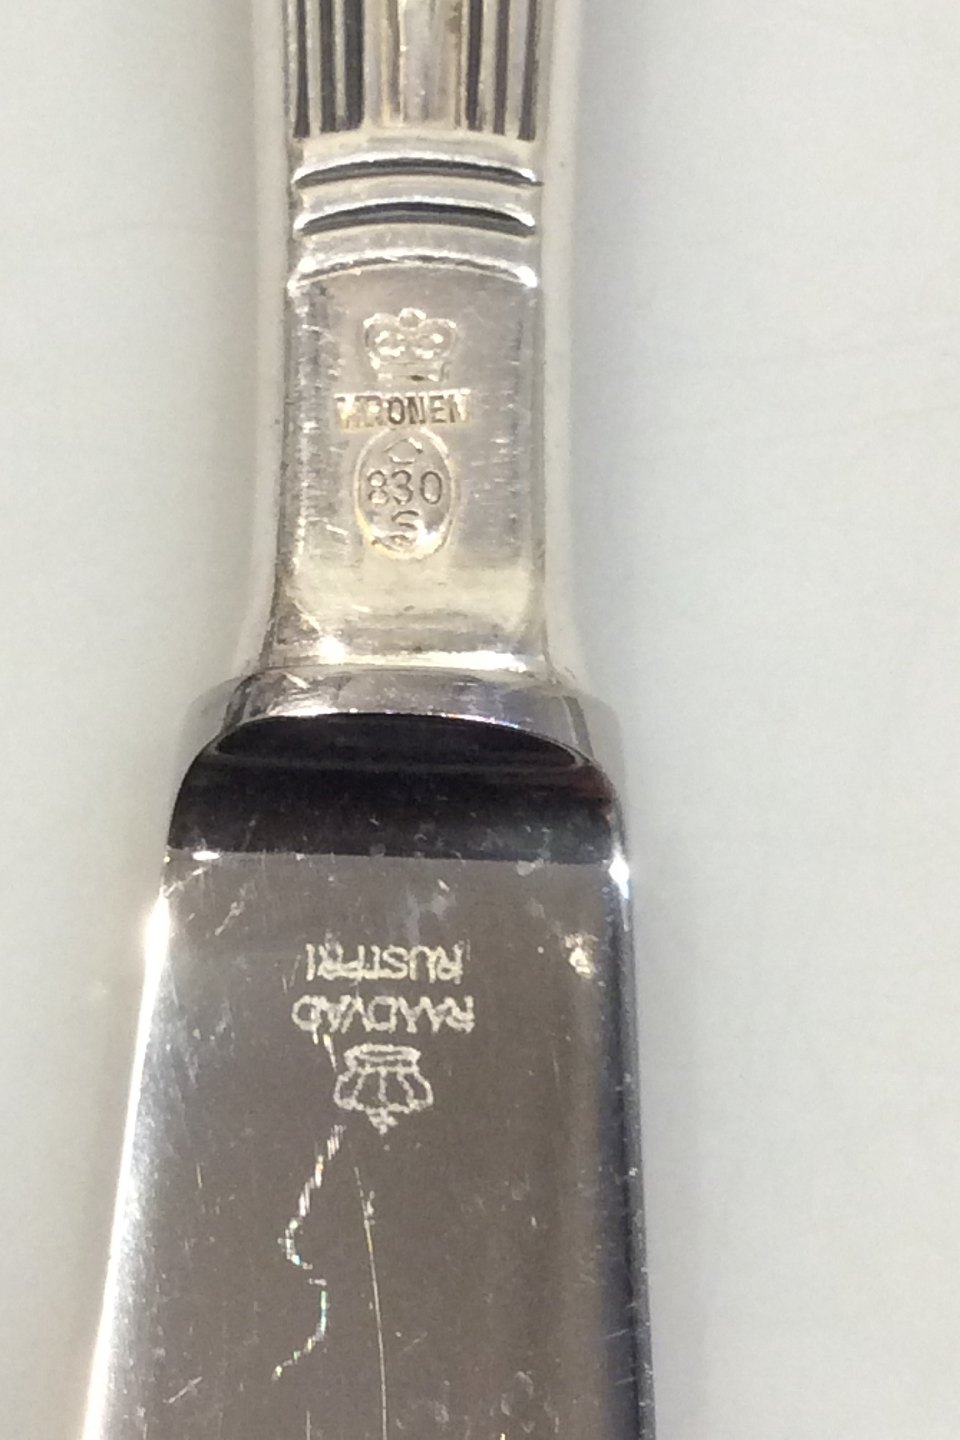 KRONEN
830
S
RAADVAD
RUSTFRI